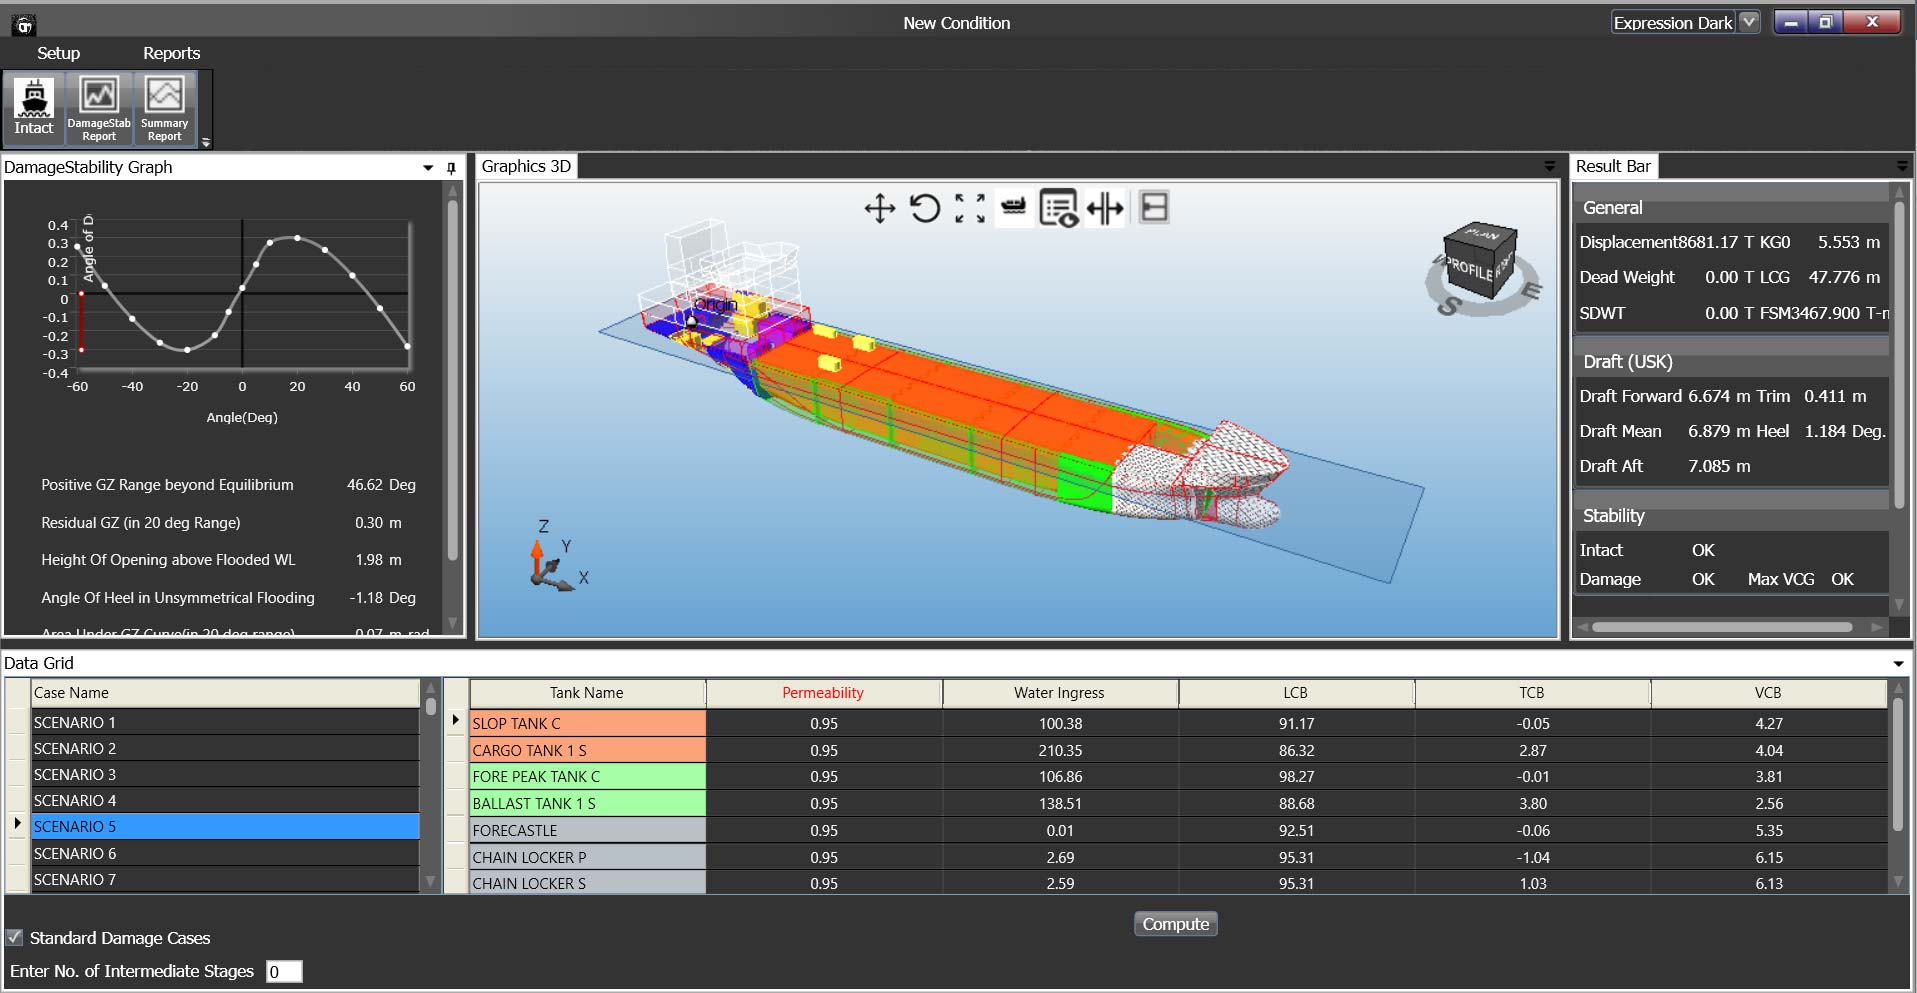 New Condition
Expression Dark
Setup Reports
Intact
DamageStab Report
Summary Report
DamageStability Graph
Angle of D
0.4
0.3
0.2
0.1
0
-0.1
-0.2
-0.3
-0.4
-60 -40 -20 0 20 40 60
Angle(Deg)
Positive GZ Range beyond Equilibrium 46.62 Deg
Residual GZ (in 20 deg Range) 0.30 m
Height Of Opening above Flooded WL 1.98 m
Angle Of Heel in Unsymmetrical Flooding -1.18 Deg
Area Under GZ Curve(in 20 deg range) 0.07 m-rad
Graphics 3D
Origin
PLAN
PROFILE
S
E
Z
Y
X
Result Bar
General
Displacement8681.17 T KG0 5.553 m
Dead Weight 0.00 T LCG 47.776 m
SDWT 0.00 T FSM3467.900 T-m
Draft (USK)
Draft Forward 6.674 m Trim 0.411 m
Draft Mean 6.879 m Heel 1.184 Deg.
Draft Aft 7.085 m
Stability
Intact OK
Damage OK Max VCG OK
Data Grid
Case Name
SCENARIO 1
SCENARIO 2
SCENARIO 3
SCENARIO 4
SCENARIO 5
SCENARIO 6
SCENARIO 7
Tank Name Permeability Water Ingress LCB TCB VCB
SLOP TANK C 0.95 100.38 91.17 -0.05 4.27
CARGO TANK 1 S 0.95 210.35 86.32 2.87 4.04
FORE PEAK TANK C 0.95 106.86 98.27 -0.01 3.81
BALLAST TANK 1 S 0.95 138.51 88.68 3.80 2.56
FORECASTLE 0.95 0.01 92.51 -0.06 5.35
CHAIN LOCKER P 0.95 2.69 95.31 -1.04 6.15
CHAIN LOCKER S 0.95 2.59 95.31 1.03 6.13
Compute
Standard Damage Cases
Enter No. of Intermediate Stages 0